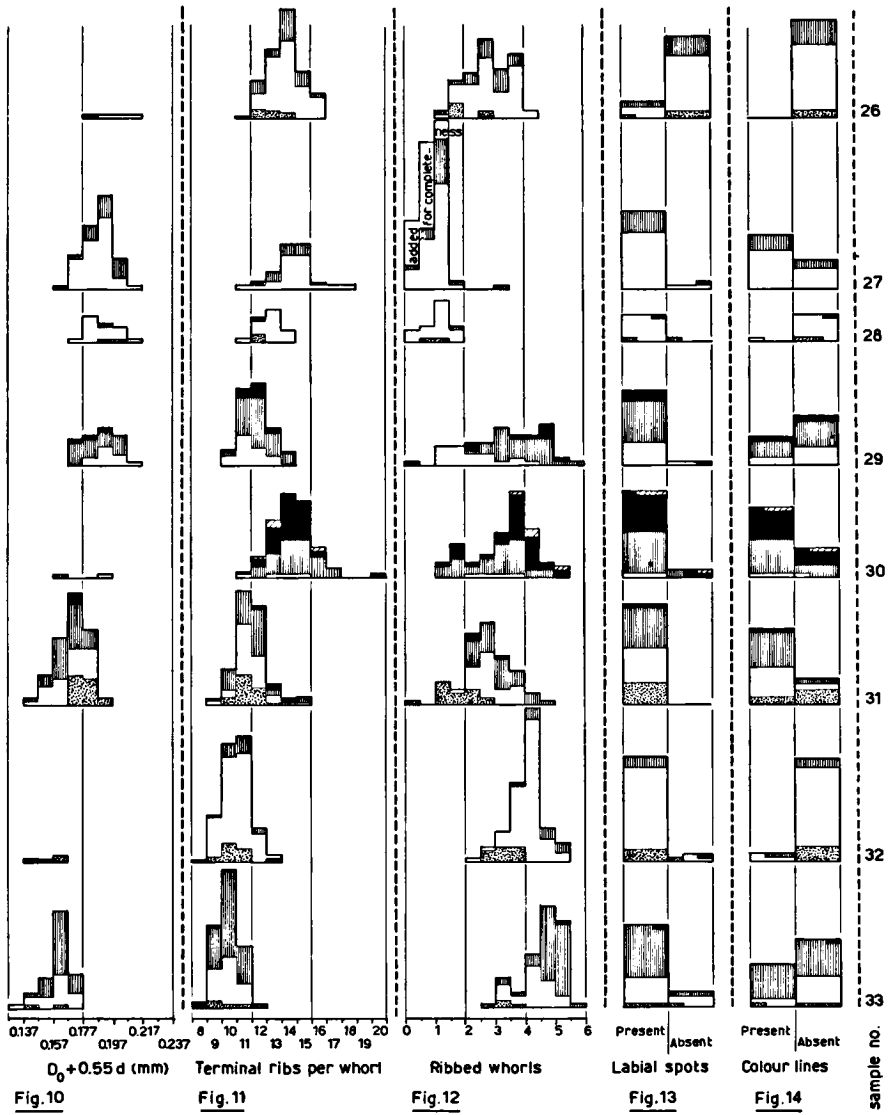 26
ness
added
for complete-
27
28
29
30
31
32
33
0.137 0.177 0.217
0.157 0.197 0.237
8 10 12 14 16 18 20
9 11 13 15 17 19
0 1 2 3 4 5 6
Present Absent
Present Absent
D₀ + 0.55 d (mm)
Terminal ribs per whorl
Ribbed whorls
Labial spots
Colour lines
sample no.
Fig.10
Fig.11
Fig.12
Fig.13
Fig.14